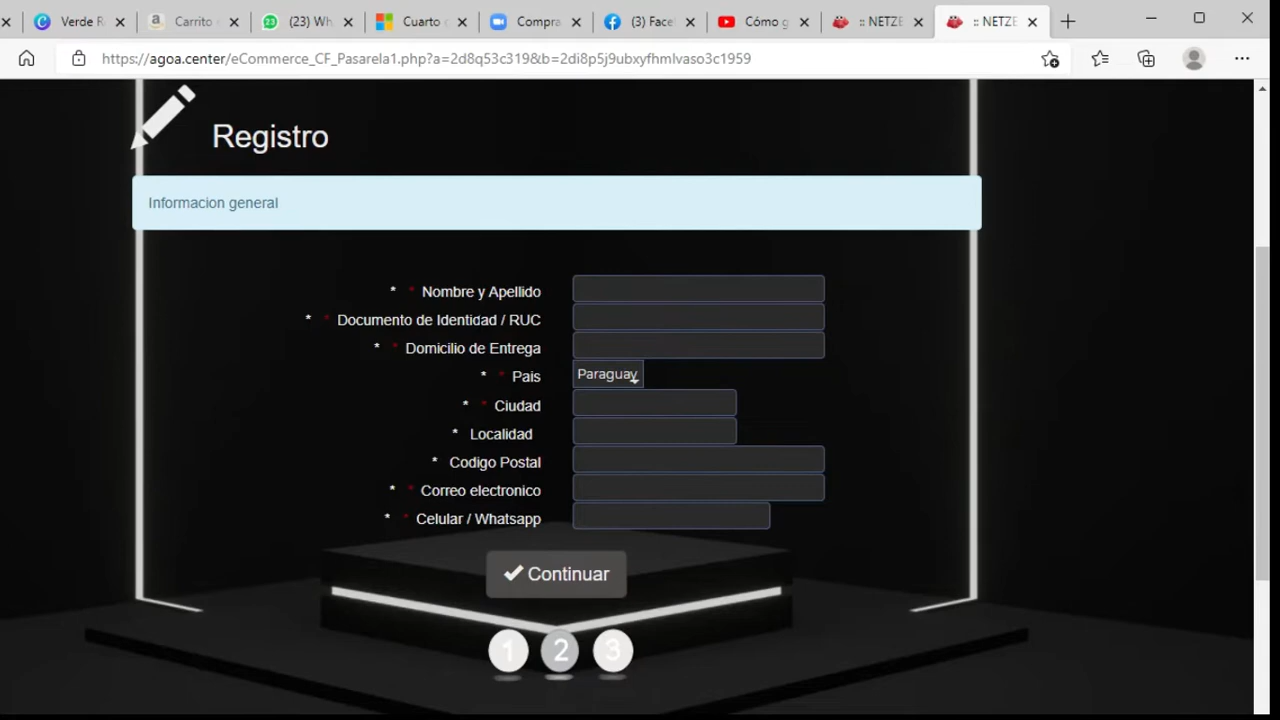 Verde R
Carrito
(23) Wh
Cuarto
Compra
(3) Face
Cómo g
:: NETZE
:: NETZE
https://agoa.center/eCommerce_CF_Pasarela1.php?a=2d8q53c319&b=2di8p5j9ubxyfhmlvaso3c1959
Registro
Informacion general
* * Nombre y Apellido
* * Documento de Identidad / RUC
* * Domicilio de Entrega
* * Pais Paraguay
* * Ciudad
* Localidad
* Codigo Postal
* * Correo electronico
* * Celular / Whatsapp
Continuar
1 2 3